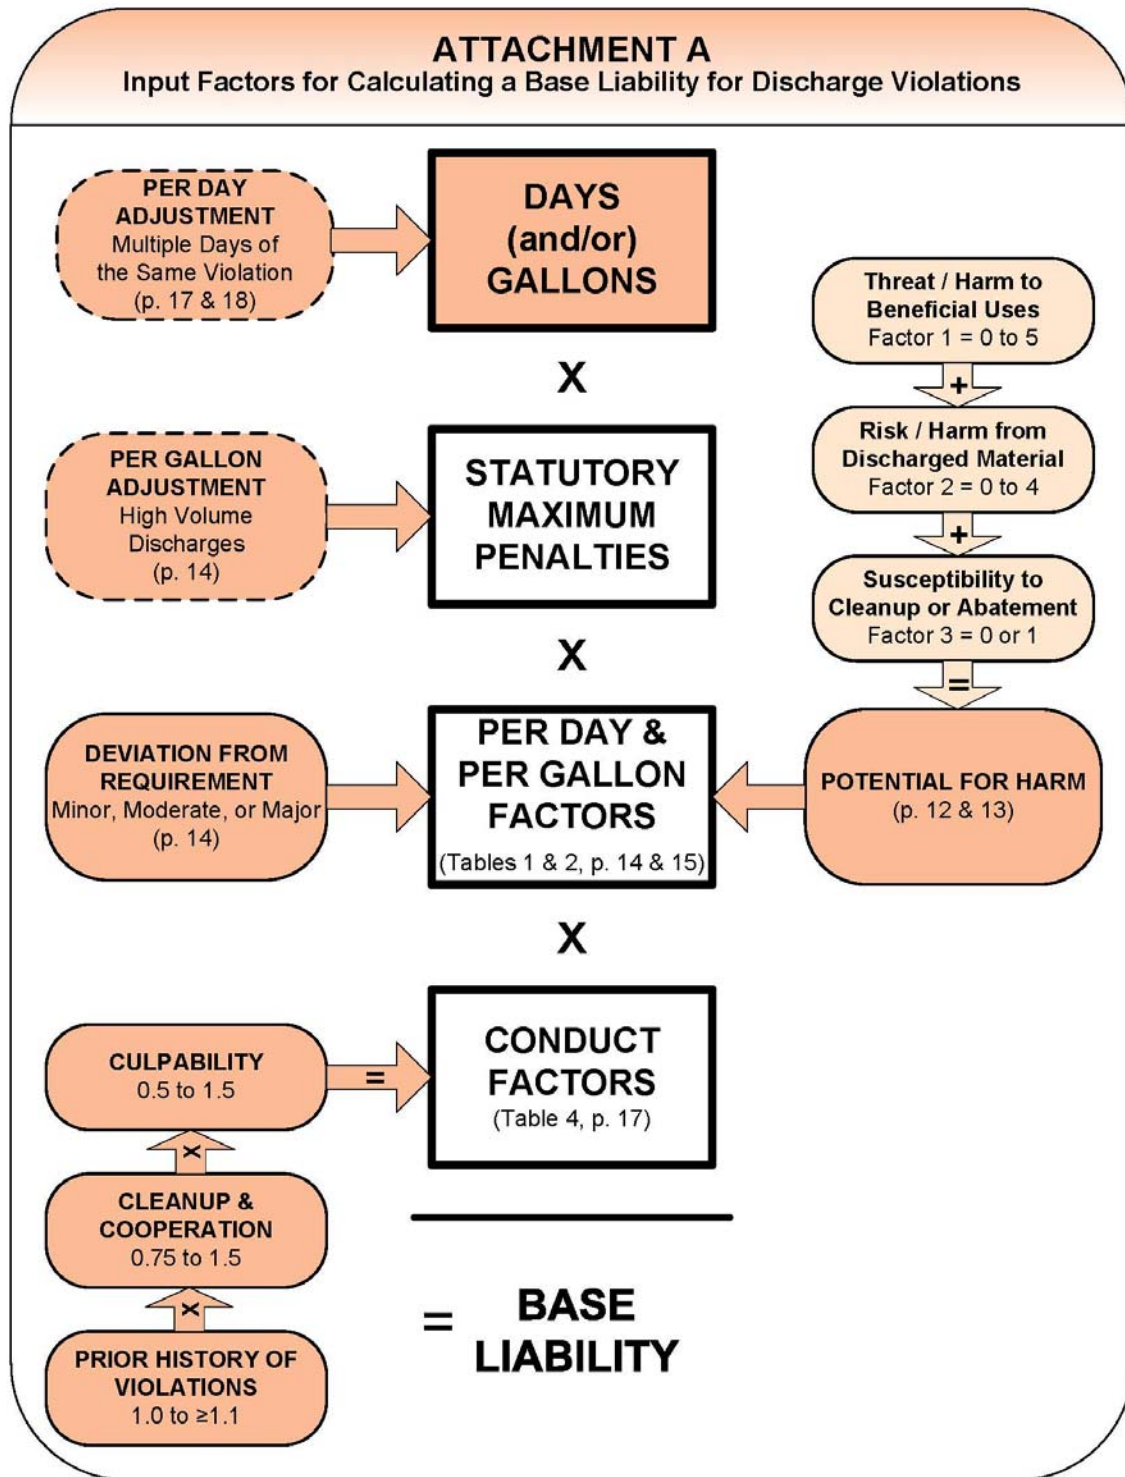 ATTACHMENT A
Input Factors for Calculating a Base Liability for Discharge Violations
PER DAY
ADJUSTMENT
Multiple Days of
the Same Violation
(p. 17 & 18)
DAYS
(and/or)
GALLONS
X
Threat / Harm to
Beneficial Uses
Factor 1 = 0 to 5
+
Risk / Harm from
Discharged Material
Factor 2 = 0 to 4
+
Susceptibility to
Cleanup or Abatement
Factor 3 = 0 or 1
=
PER GALLON
ADJUSTMENT
High Volume
Discharges
(p. 14)
STATUTORY
MAXIMUM
PENALTIES
X
DEVIATION FROM
REQUIREMENT
Minor, Moderate, or Major
(p. 14)
PER DAY &
PER GALLON
FACTORS
(Tables 1 & 2, p. 14 & 15)
POTENTIAL FOR HARM
(p. 12 & 13)
X
CULPABILITY
0.5 to 1.5
=
CONDUCT
FACTORS
(Table 4, p. 17)
X
CLEANUP &
COOPERATION
0.75 to 1.5
X
PRIOR HISTORY OF
VIOLATIONS
1.0 to ≥1.1
= BASE
LIABILITY